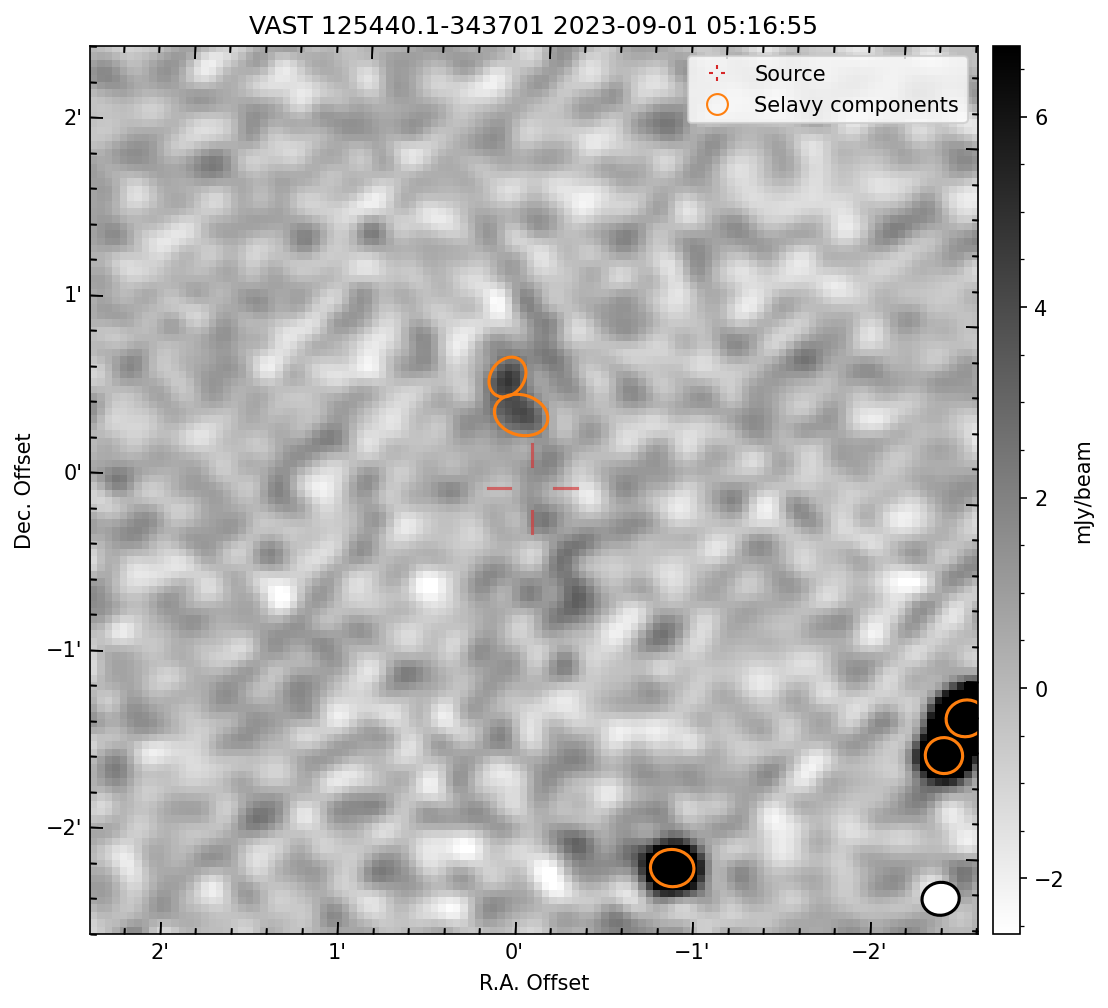 VAST 125440.1-343701 2023-09-01 05:16:55
Source
Selavy components
2'
1'
0'
−1'
−2'
Dec. Offset
2'
1'
0'
−1'
−2'
R.A. Offset
6
4
2
0
−2
mJy/beam